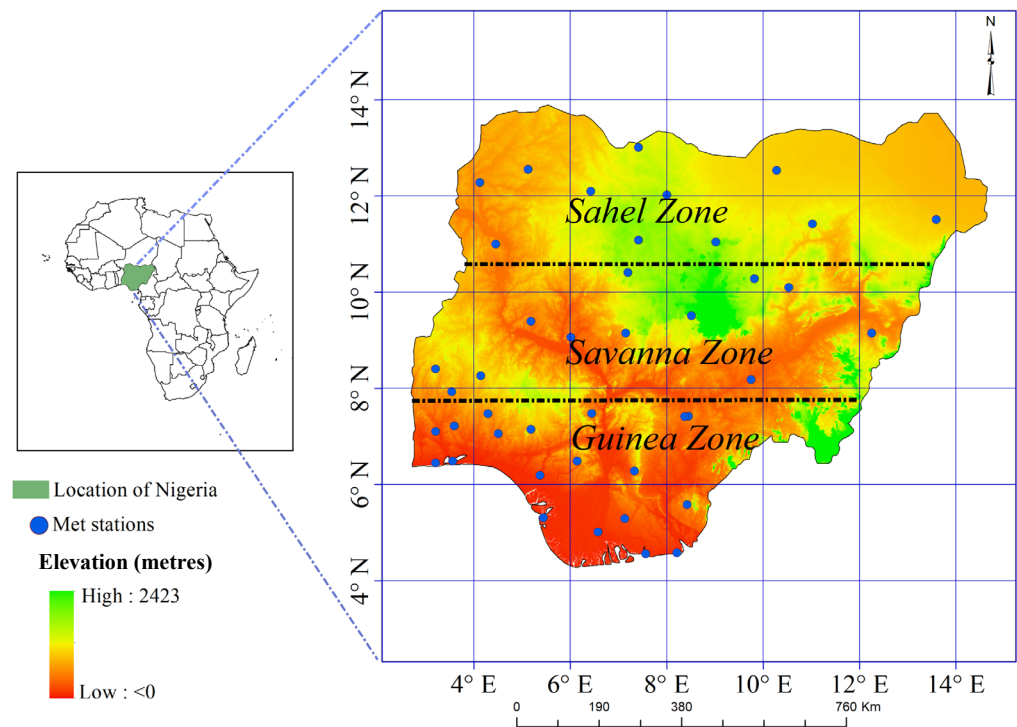 N
14° N
12° N
10° N
8° N
6° N
4° N
Sahel Zone
Savanna Zone
Guinea Zone
Location of Nigeria
Met stations
Elevation (metres)
High : 2423
Low : <0
4° E
6° E
8° E
10° E
12° E
14° E
0
190
380
760 Km